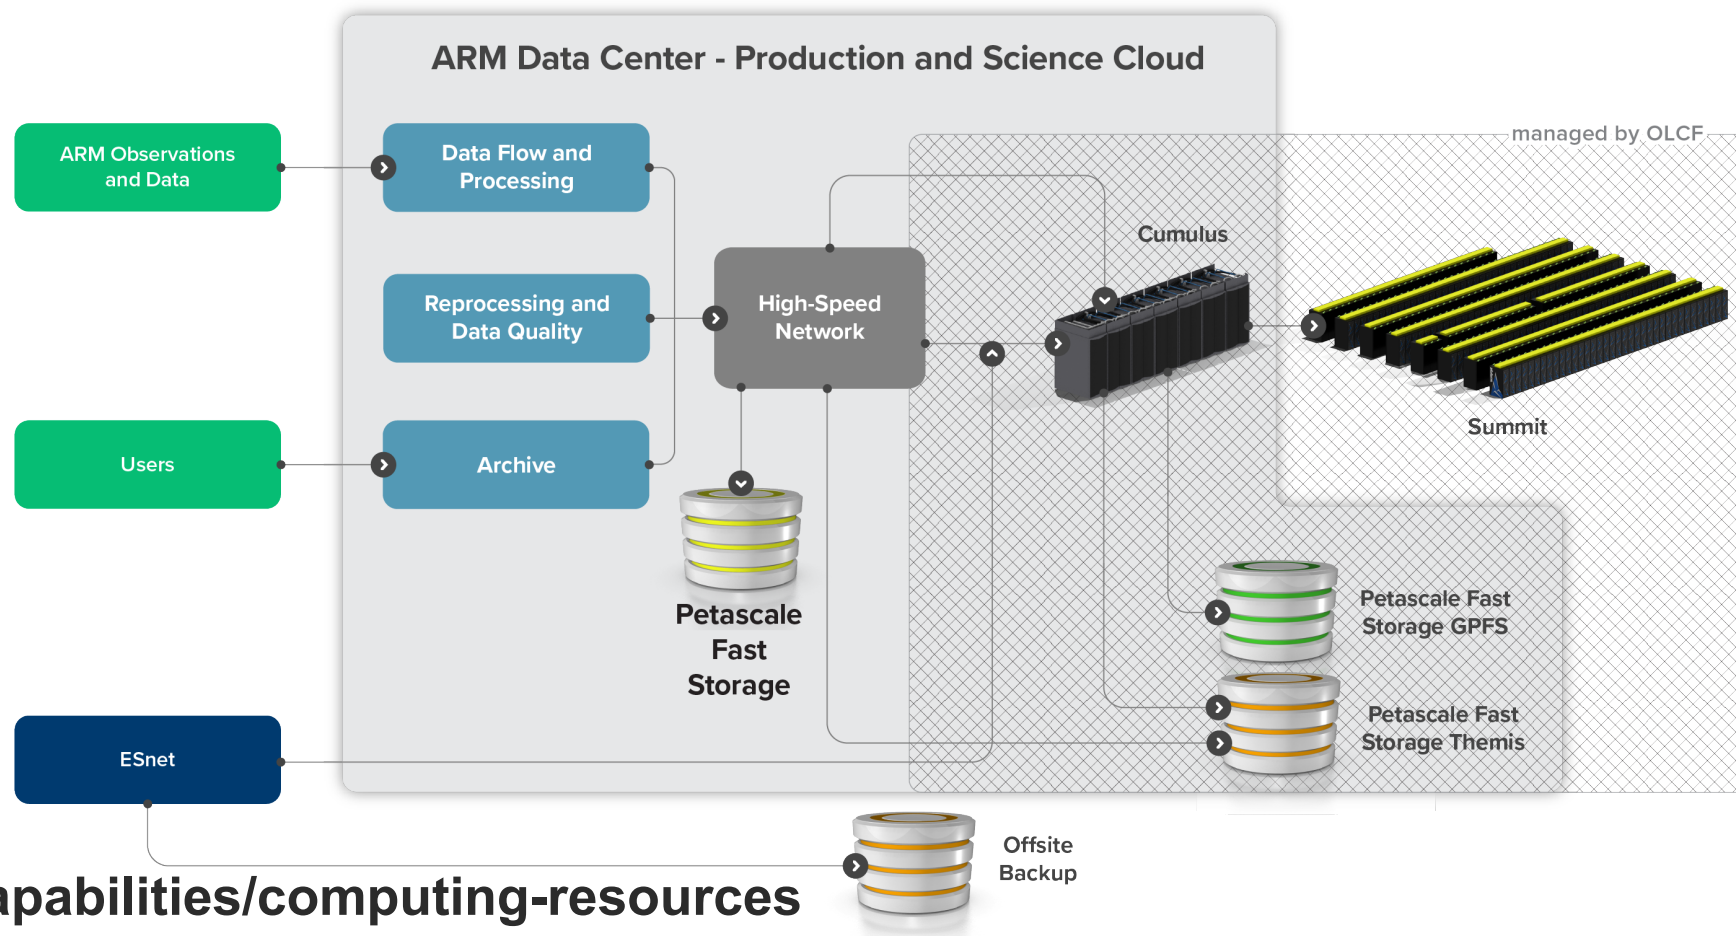 ARM Data Center - Production and Science Cloud
managed by OLCF
ARM Observations
and Data
Data Flow and
Processing
Cumulus
Reprocessing and
Data Quality
High-Speed
Network
Summit
Users
Archive
Petascale
Fast
Storage
Petascale Fast
Storage GPFS
Petascale Fast
Storage Themis
ESnet
Offsite
Backup
apabilities/computing-resources